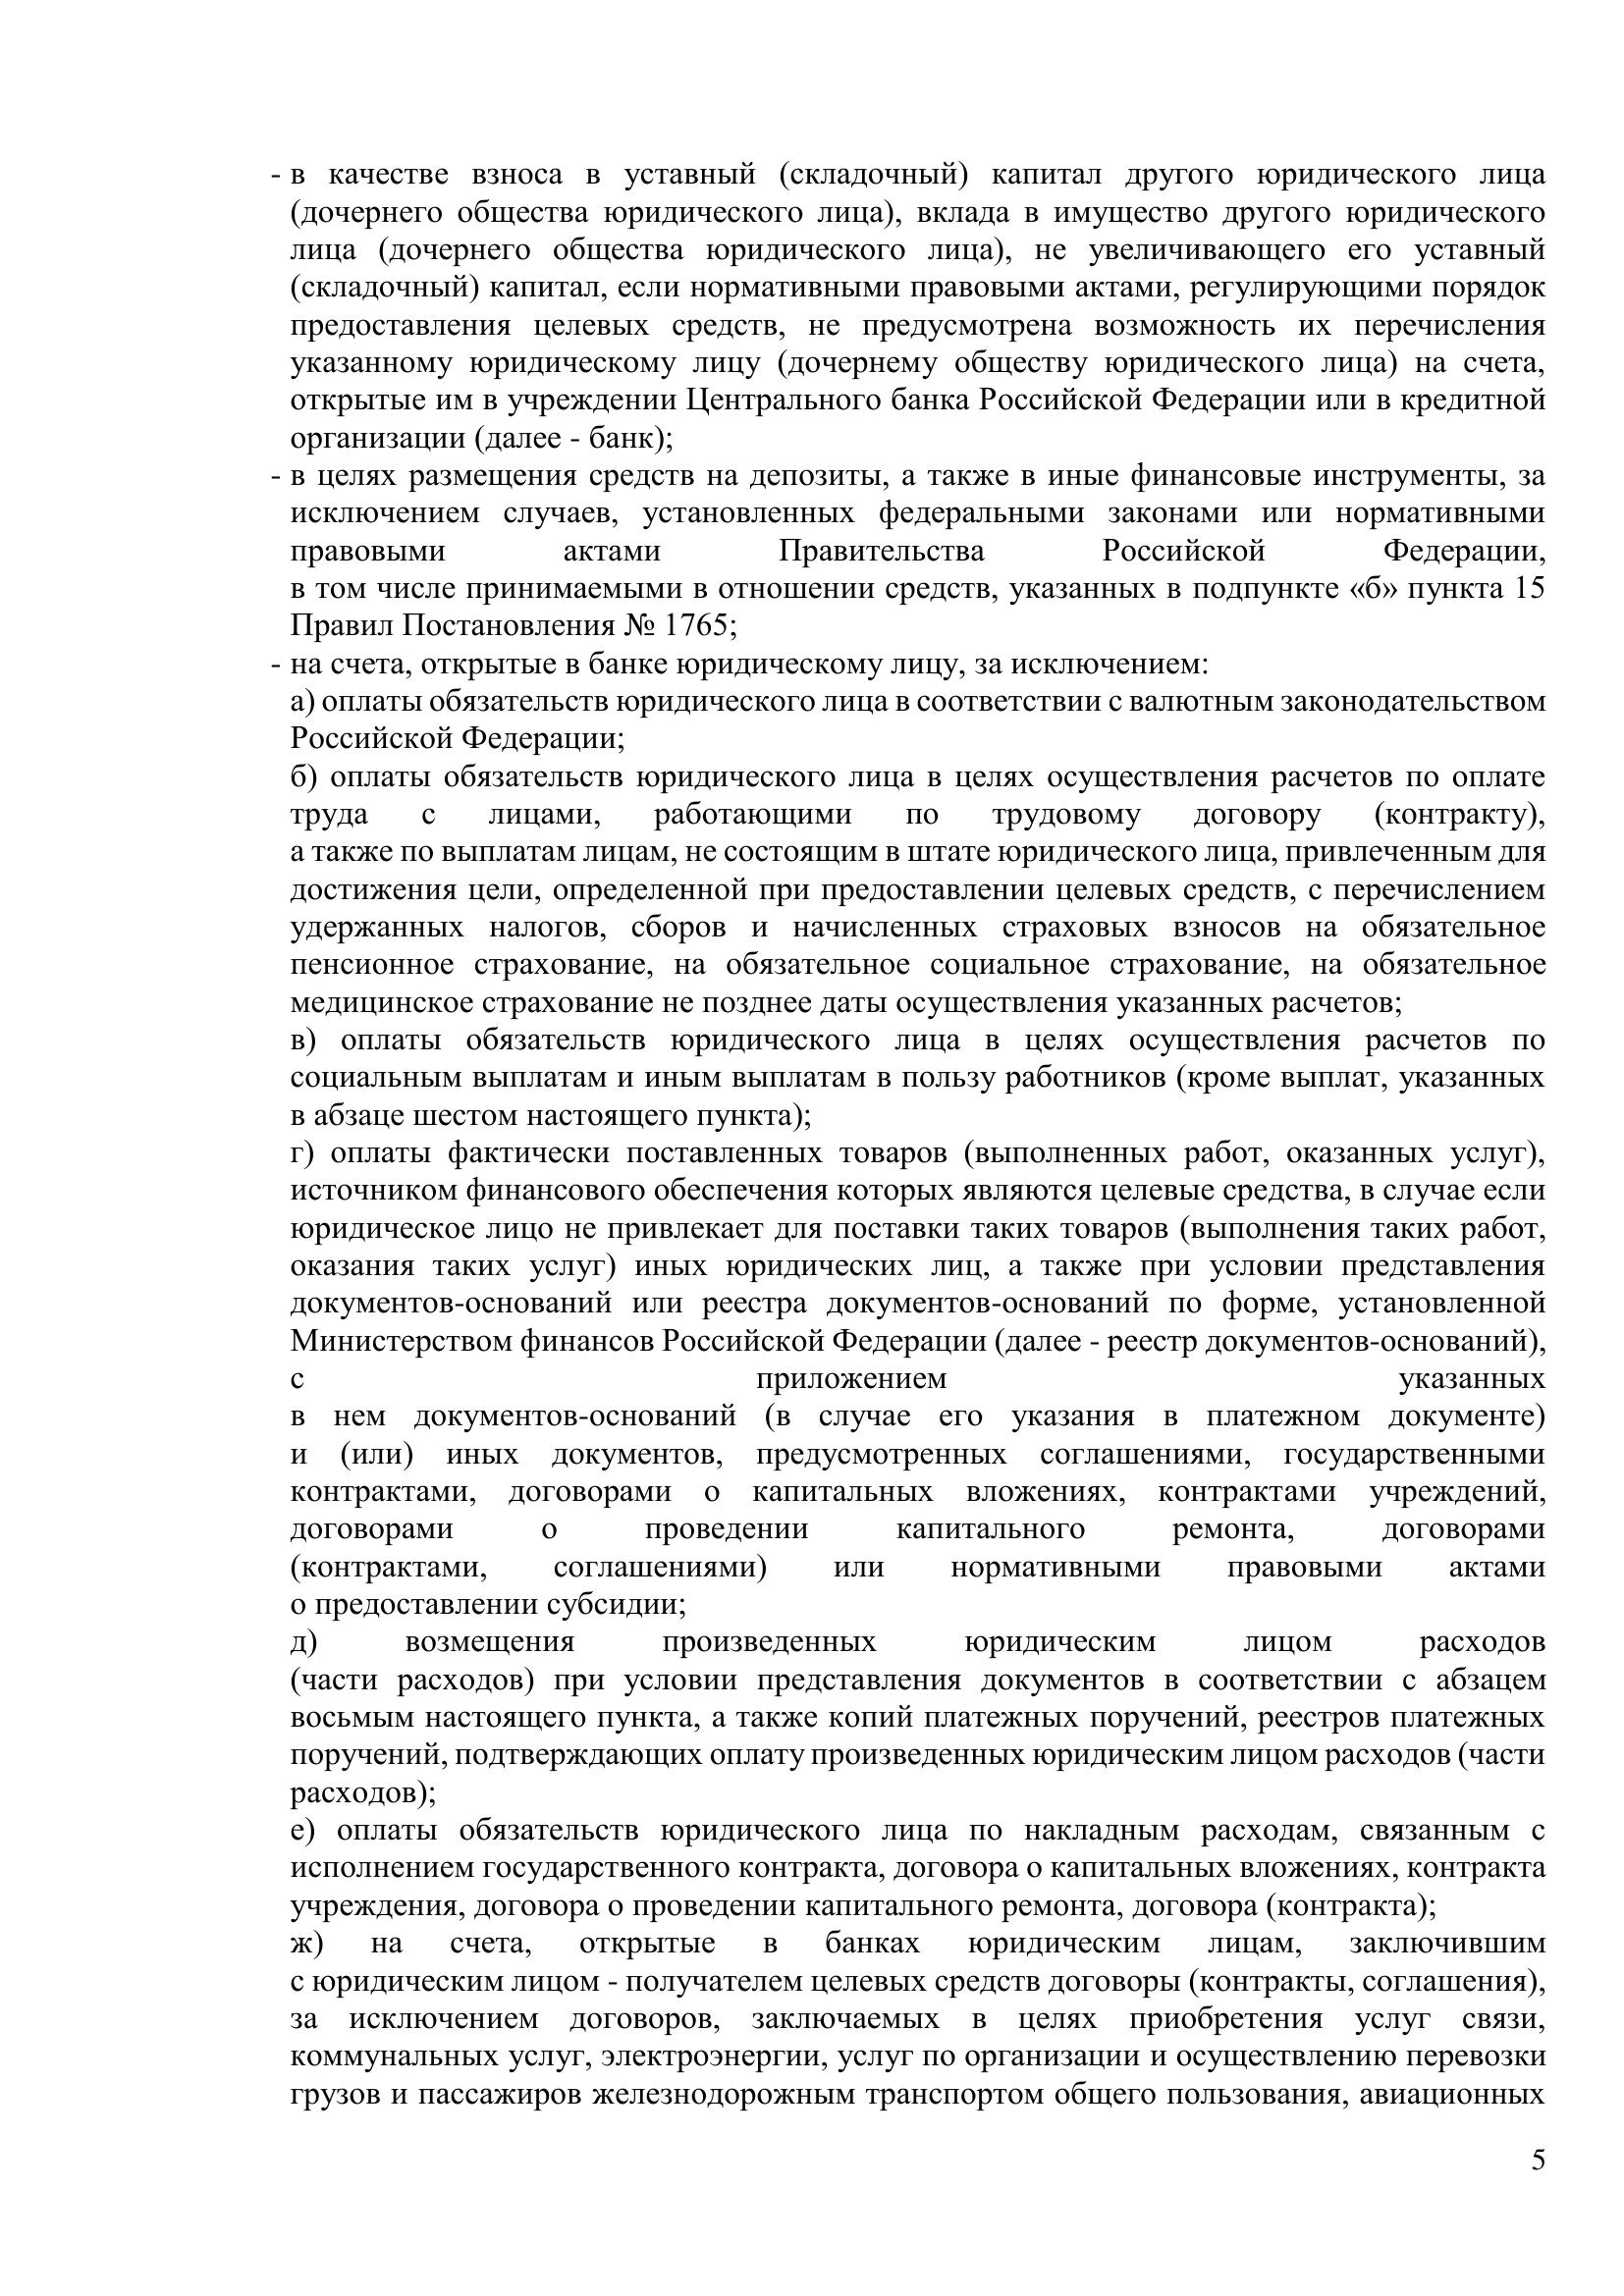 - в качестве взноса в уставный (складочный) капитал другого юридического лица
(дочернего общества юридического лица), вклада в имущество другого юридического
лица (дочернего общества юридического лица), не увеличивающего его уставный
(складочный) капитал, если нормативными правовыми актами, регулирующими порядок
предоставления целевых средств, не предусмотрена возможность их перечисления
указанному юридическому лицу (дочернему обществу юридического лица) на счета,
открытые им в учреждении Центрального банка Российской Федерации или в кредитной
организации (далее - банк);
- в целях размещения средств на депозиты, а также в иные финансовые инструменты, за
исключением случаев, установленных федеральными законами или нормативными
правовыми актами Правительства Российской Федерации,
в том числе принимаемыми в отношении средств, указанных в подпункте «б» пункта 15
Правил Постановления № 1765;
- на счета, открытые в банке юридическому лицу, за исключением:
а) оплаты обязательств юридического лица в соответствии с валютным законодательством
Российской Федерации;
б) оплаты обязательств юридического лица в целях осуществления расчетов по оплате
труда с лицами, работающими по трудовому договору (контракту),
а также по выплатам лицам, не состоящим в штате юридического лица, привлеченным для
достижения цели, определенной при предоставлении целевых средств, с перечислением
удержанных налогов, сборов и начисленных страховых взносов на обязательное
пенсионное страхование, на обязательное социальное страхование, на обязательное
медицинское страхование не позднее даты осуществления указанных расчетов;
в) оплаты обязательств юридического лица в целях осуществления расчетов по
социальным выплатам и иным выплатам в пользу работников (кроме выплат, указанных
в абзаце шестом настоящего пункта);
г) оплаты фактически поставленных товаров (выполненных работ, оказанных услуг),
источником финансового обеспечения которых являются целевые средства, в случае если
юридическое лицо не привлекает для поставки таких товаров (выполнения таких работ,
оказания таких услуг) иных юридических лиц, а также при условии представления
документов-оснований или реестра документов-оснований по форме, установленной
Министерством финансов Российской Федерации (далее - реестр документов-оснований),
с приложением указанных
в нем документов-оснований (в случае его указания в платежном документе)
и (или) иных документов, предусмотренных соглашениями, государственными
контрактами, договорами о капитальных вложениях, контрактами учреждений,
договорами о проведении капитального ремонта, договорами
(контрактами, соглашениями) или нормативными правовыми актами
о предоставлении субсидии;
д) возмещения произведенных юридическим лицом расходов
(части расходов) при условии представления документов в соответствии с абзацем
восьмым настоящего пункта, а также копий платежных поручений, реестров платежных
поручений, подтверждающих оплату произведенных юридическим лицом расходов (части
расходов);
е) оплаты обязательств юридического лица по накладным расходам, связанным с
исполнением государственного контракта, договора о капитальных вложениях, контракта
учреждения, договора о проведении капитального ремонта, договора (контракта);
ж) на счета, открытые в банках юридическим лицам, заключившим
с юридическим лицом - получателем целевых средств договоры (контракты, соглашения),
за исключением договоров, заключаемых в целях приобретения услуг связи,
коммунальных услуг, электроэнергии, услуг по организации и осуществлению перевозки
грузов и пассажиров железнодорожным транспортом общего пользования, авиационных
5